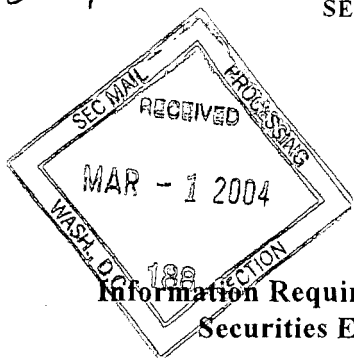 SE
SEC MAIL
PROCESSING
RECEIVED
MAR - 1 2004
WASH., D.C.
188
SECTION
Information Requir
Securities E